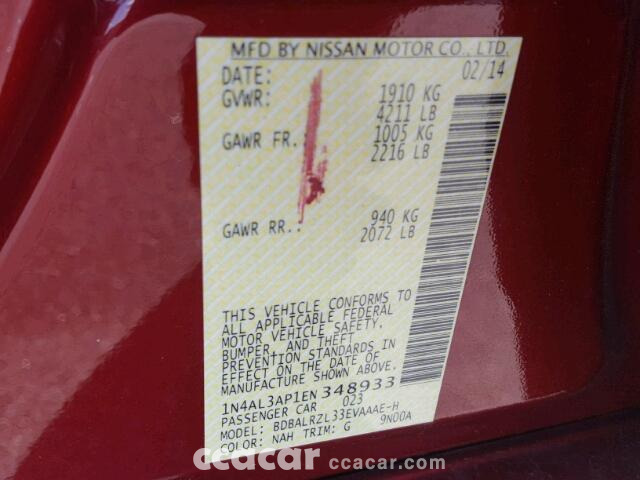 MFD BY NISSAN MOTOR CO., LTD.
DATE: 02/14
GVWR: 1910 KG
4211 LB
GAWR FR.: 1005 KG
2216 LB
GAWR RR.: 940 KG
2072 LB
THIS VEHICLE CONFORMS TO
ALL APPLICABLE FEDERAL
MOTOR VEHICLE SAFETY,
BUMPER, AND THEFT
PREVENTION STANDARDS IN
EFFECT ON THE DATE OF
MANUFACTURE SHOWN ABOVE.
1N4AL3AP1EN 348933
PASSENGER CAR 023
MODEL: BDBALRZL33EVAAAE-H
COLOR: NAH TRIM: G 9N00A
ccacar ccacar.com